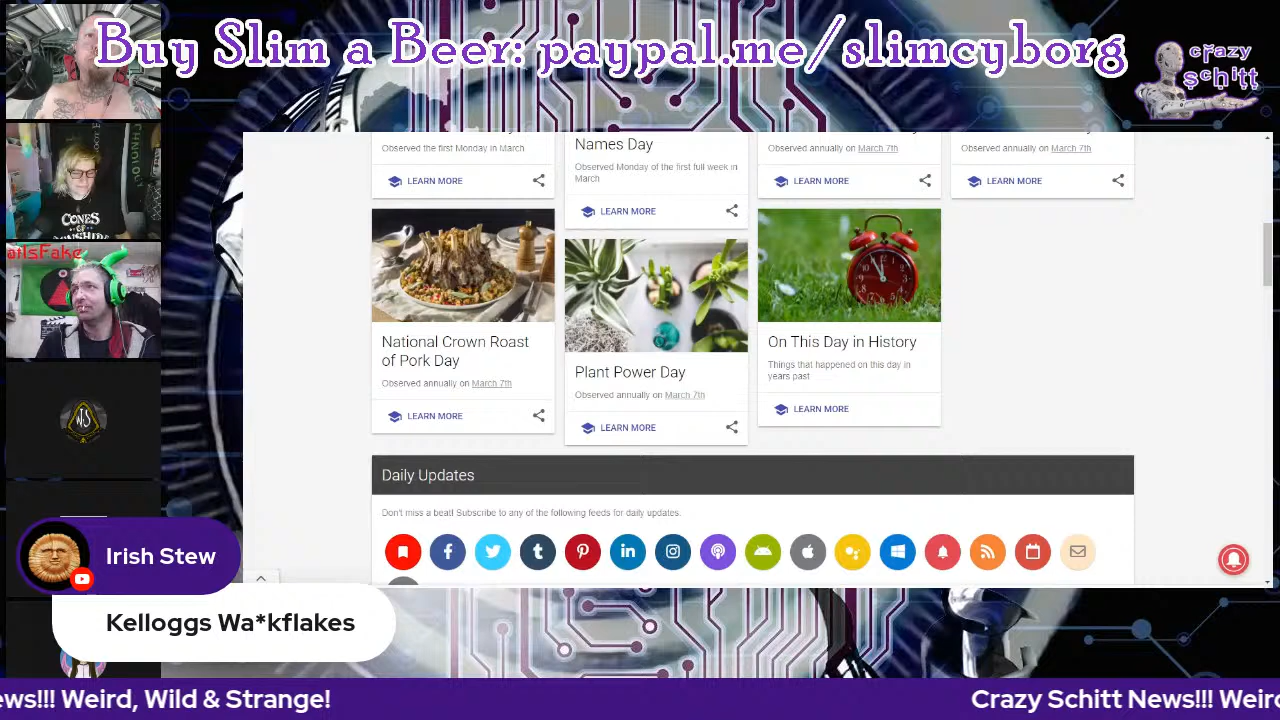 Buy Slim a Beer: paypal.me/slimcyborg
crazy
schitt
CONES
OF
Observed the first Monday in March
LEARN MORE
Names Day
Observed Monday of the first full week in
March
LEARN MORE
Observed annually on March 7th
LEARN MORE
Observed annually on March 7th
LEARN MORE
National Crown Roast
of Pork Day
Observed annually on March 7th
LEARN MORE
Plant Power Day
Observed annually on March 7th
LEARN MORE
On This Day in History
Things that happened on this day in
years past
LEARN MORE
Daily Updates
Don't miss a beat! Subscribe to any of the following feeds for daily updates.
Irish Stew
Kelloggs Wa*kflakes
ews!!! Weird, Wild & Strange!
Crazy Schitt News!!! Weird